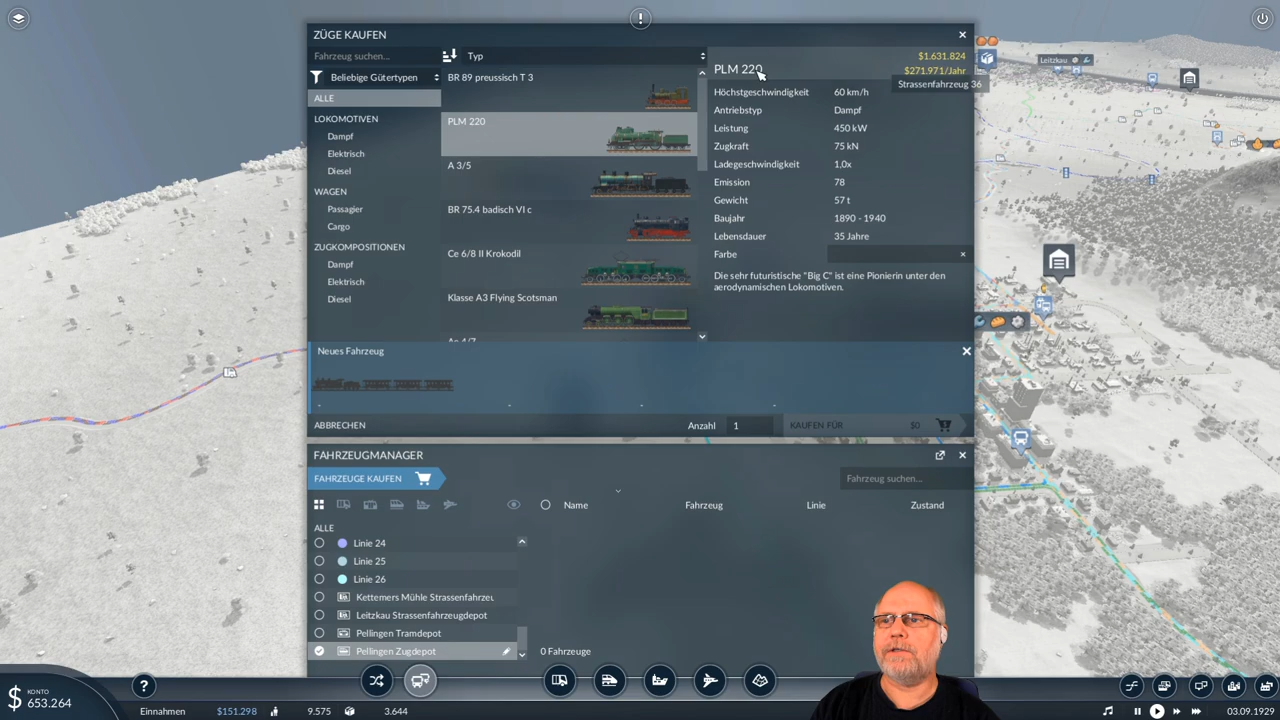 ZÜGE KAUFEN
Fahrzeug suchen...
Typ
Beliebige Gütertypen
ALLE
LOKOMOTIVEN
Dampf
Elektrisch
Diesel
WAGEN
Passagier
Cargo
ZUGKOMPOSITIONEN
Dampf
Elektrisch
Diesel
BR 89 preussisch T 3
PLM 220
A 3/5
BR 75.4 badisch VI c
Ce 6/8 II Krokodil
Klasse A3 Flying Scotsman
PLM 220
$1.631.824
$271.971/Jahr
Strassenfahrzeug 36
Höchstgeschwindigkeit 60 km/h
Antriebstyp Dampf
Leistung 450 kW
Zugkraft 75 kN
Ladegeschwindigkeit 1,0x
Emission 78
Gewicht 57 t
Baujahr 1890 - 1940
Lebensdauer 35 Jahre
Farbe
Die sehr futuristische "Big C" ist eine Pionierin unter den
aerodynamischen Lokomotiven.
Leitzkau
Neues Fahrzeug
- - - -
ABBRECHEN
Anzahl 1
KAUFEN FÜR $0
FAHRZEUGMANAGER
FAHRZEUGE KAUFEN
Fahrzeug suchen...
Name Fahrzeug Linie Zustand
ALLE
Linie 24
Linie 25
Linie 26
Kettemers Mühle Strassenfahrzeu
Leitzkau Strassenfahrzeugdepot
Pellingen Tramdepot
Pellingen Zugdepot
0 Fahrzeuge
KONTO
$ 653.264
?
Einnahmen $151.298 9.575 3.644
03.09.1929